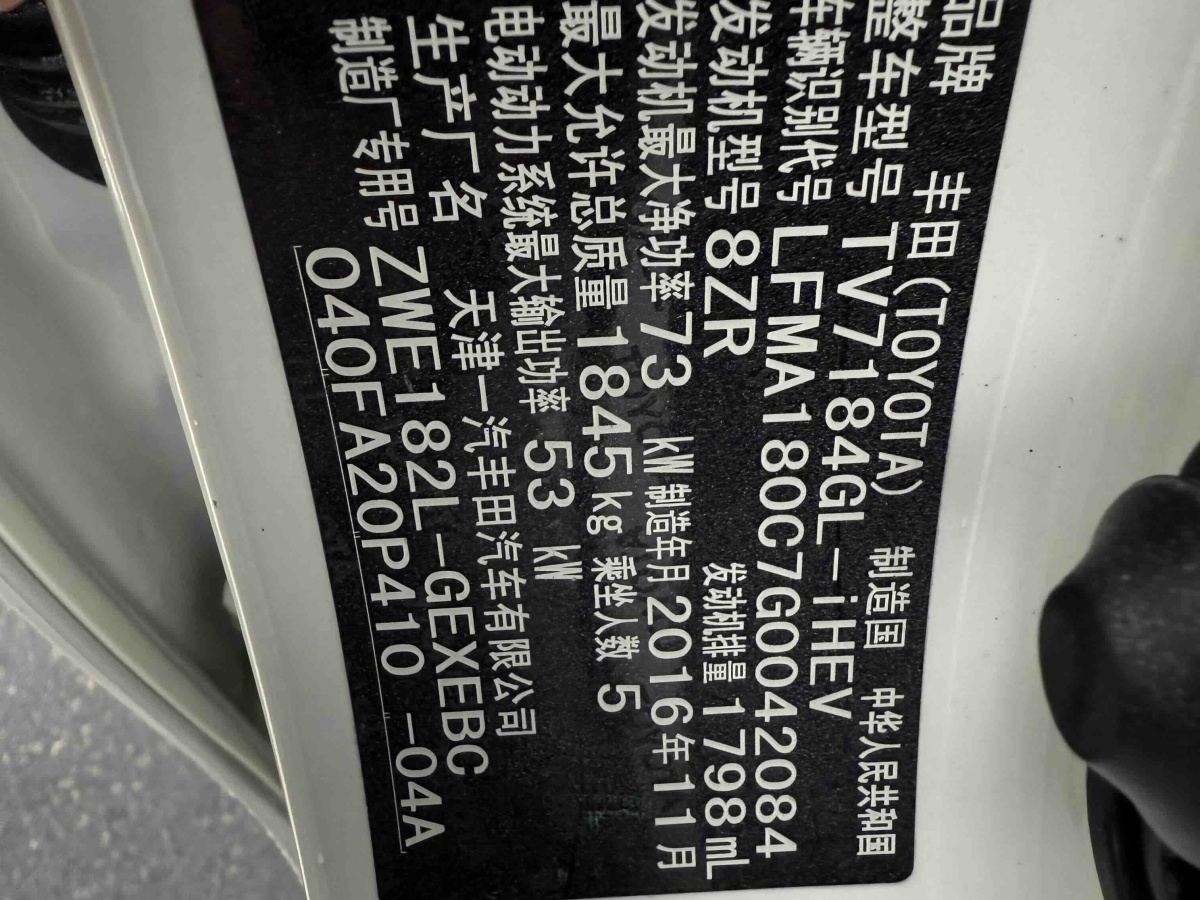 品牌 丰田(TOYOTA) 制造国 中华人民共和国
整车型号 TV7184GL-iHEV
车辆识别代号 LFMA180C7G0042084
发动机型号 8ZR 发动机排量 1798mL
发动机最大净功率 73 kW 制造年月 2016年11月
最大允许总质量 1845kg 乘坐人数 5
电动动力系统最大输出功率 53 kW
生产厂名 天津一汽丰田汽车有限公司
制造厂专用号 ZWE182L-GEXEBC
040FA20P410 -04A